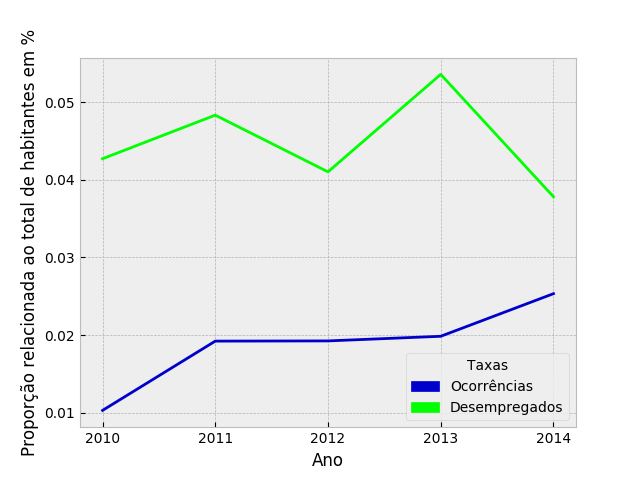 Proporção relacionada ao total de habitantes em %
0.05
0.04
0.03
0.02
0.01
Taxas
Ocorrências
Desempregados
2010 2011 2012 2013 2014
Ano